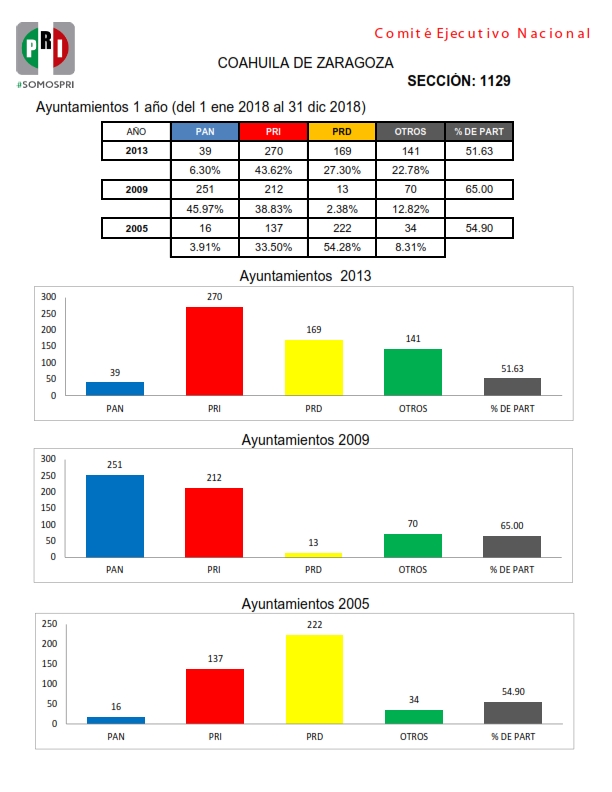 Comité Ejecutivo Nacional
PRI
#SOMOSPRI
COAHUILA DE ZARAGOZA
SECCIÓN: 1129
Ayuntamientos 1 año (del 1 ene 2018 al 31 dic 2018)
AÑO PAN PRI PRD OTROS % DE PART
2013 39 270 169 141 51.63
6.30% 43.62% 27.30% 22.78%
2009 251 212 13 70 65.00
45.97% 38.83% 2.38% 12.82%
2005 16 137 222 34 54.90
3.91% 33.50% 54.28% 8.31%
Ayuntamientos 2013
300
250
200
150
100
50
0
39
270
169
141
51.63
PAN PRI PRD OTROS % DE PART
Ayuntamientos 2009
300
250
200
150
100
50
0
251
212
13
70
65.00
PAN PRI PRD OTROS % DE PART
Ayuntamientos 2005
250
200
150
100
50
0
16
137
222
34
54.90
PAN PRI PRD OTROS % DE PART